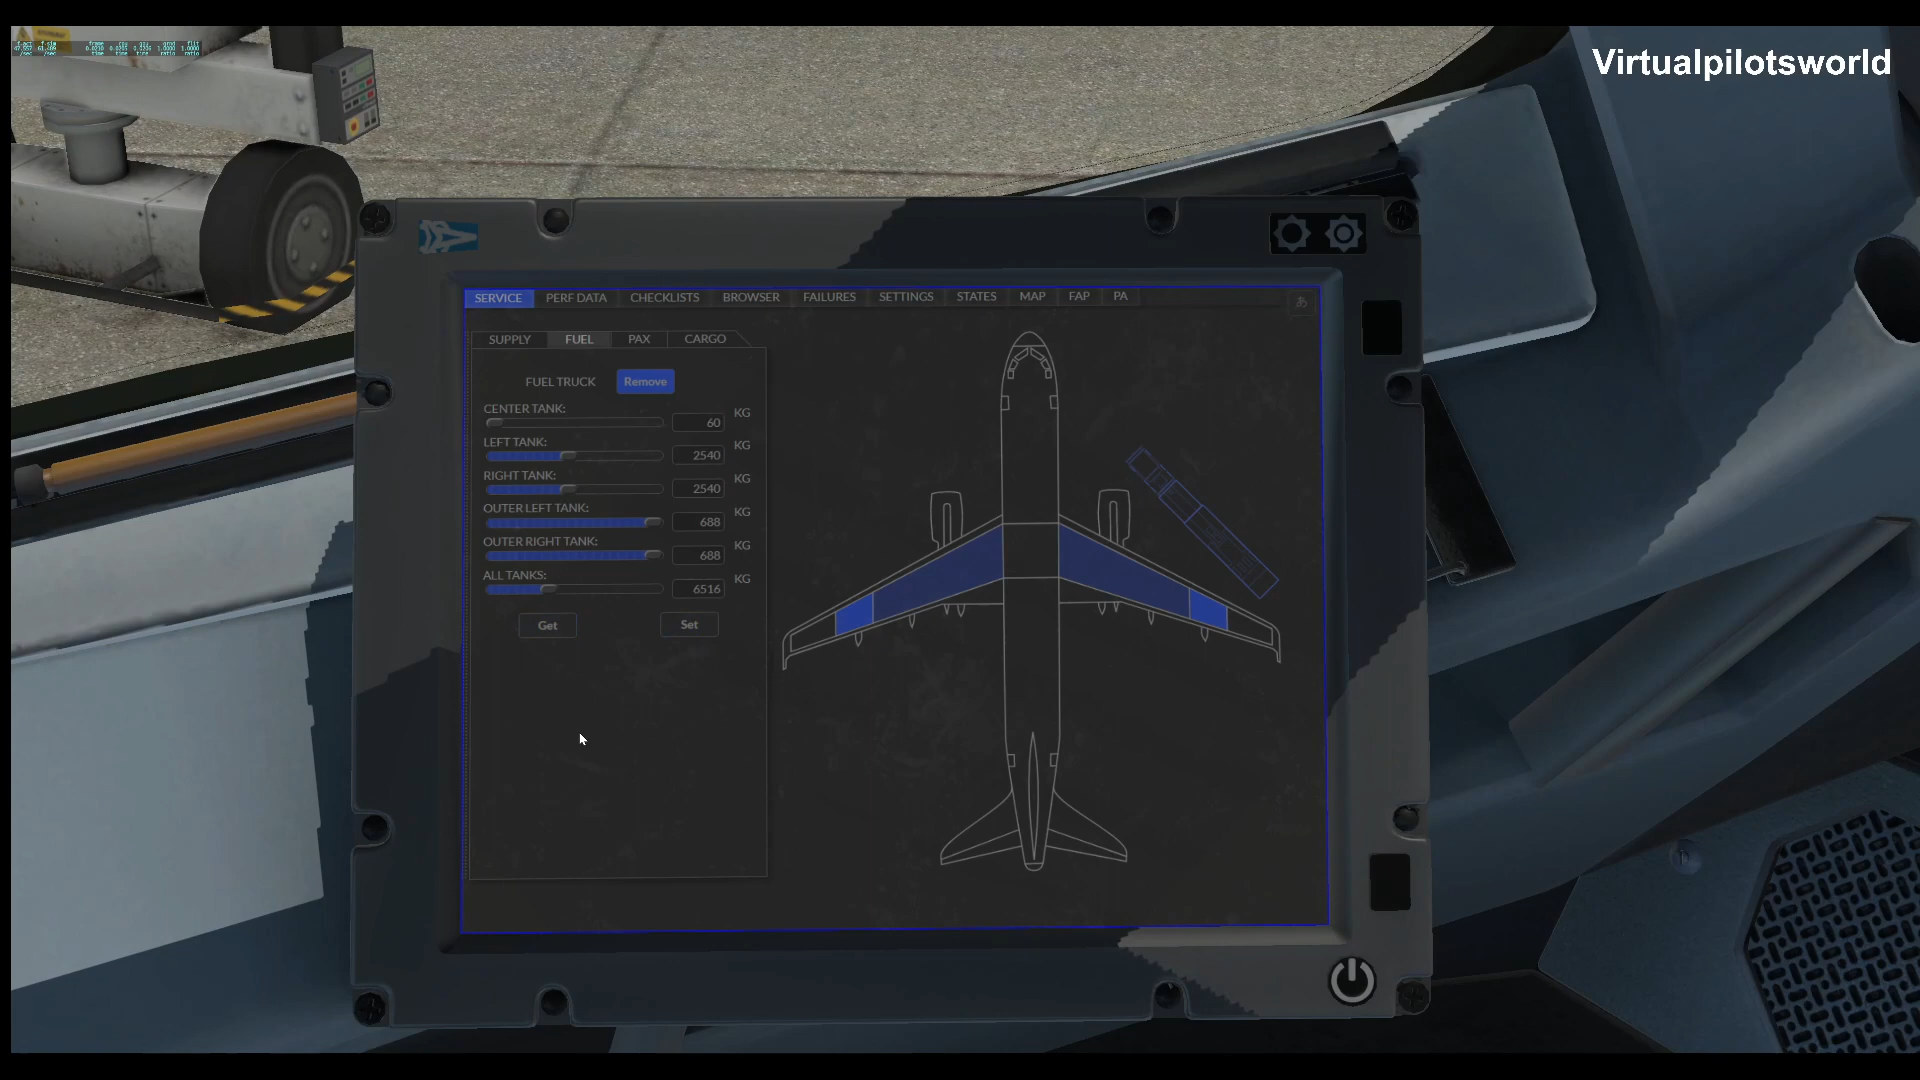 Virtualpilotsworld
SERVICE PERF DATA CHECKLISTS BROWSER FAILURES SETTINGS STATES MAP FAP PA
SUPPLY FUEL PAX CARGO
FUEL TRUCK Remove
CENTER TANK: 60 KG
LEFT TANK: 2540 KG
RIGHT TANK: 2540 KG
OUTER LEFT TANK: 688 KG
OUTER RIGHT TANK: 688 KG
ALL TANKS: 6516 KG
Get Set